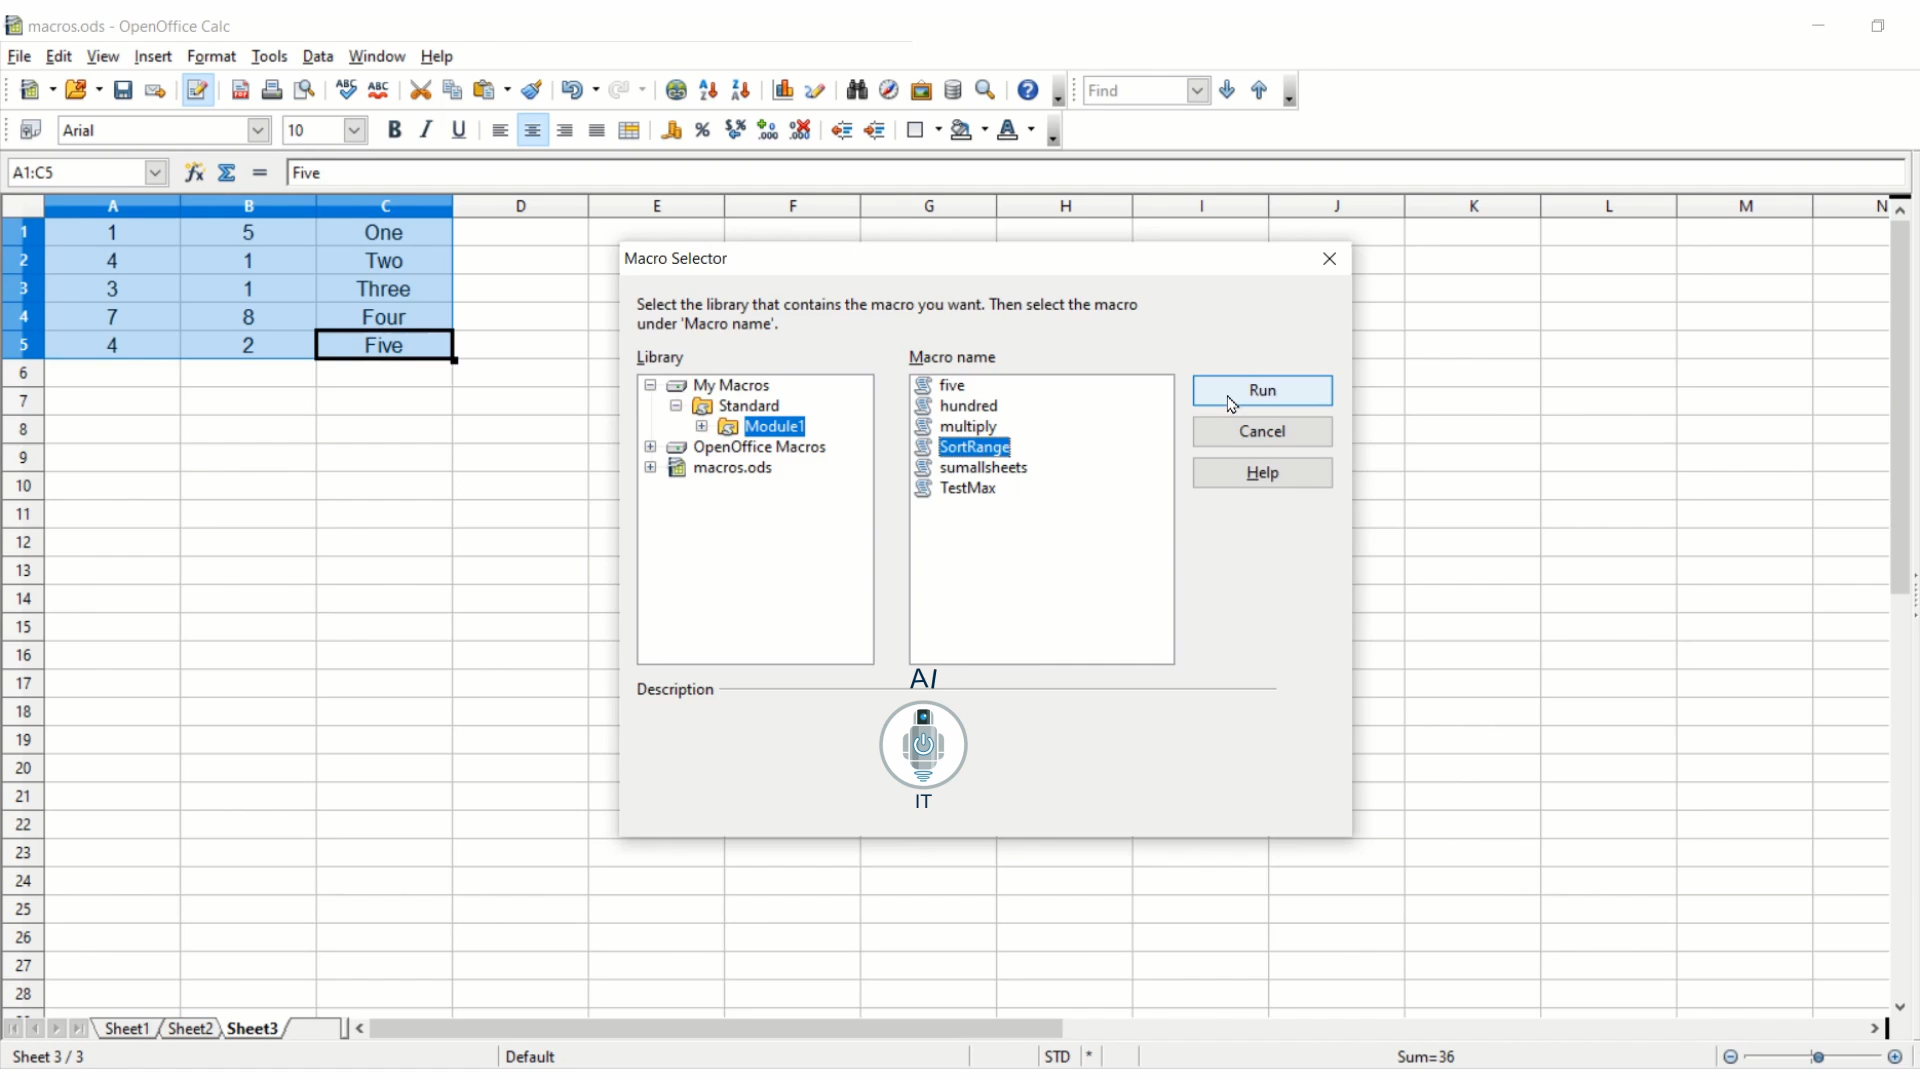 macros.ods - OpenOffice Calc
File Edit View Insert Format Tools Data Window Help
ABC ABC Find
Arial 10 B I U
A1:C5 Five
A B C D E F G H I J K L M N
1 1 5 One
2 4 1 Two
3 3 1 Three
4 7 8 Four
5 4 2 Five
6
7
8
9
10
11
12
13
14
15
16
17
18
19
20
21
22
23
24
25
26
27
28
Macro Selector
Select the library that contains the macro you want. Then select the macro
under 'Macro name'.
Library
My Macros
Standard
Module1
OpenOffice Macros
macros.ods
Macro name
five
hundred
multiply
SortRange
sumallsheets
TestMax
Run
Cancel
Help
Description
AI
IT
Sheet1 Sheet2 Sheet3
Sheet 3 / 3 Default STD * Sum=36